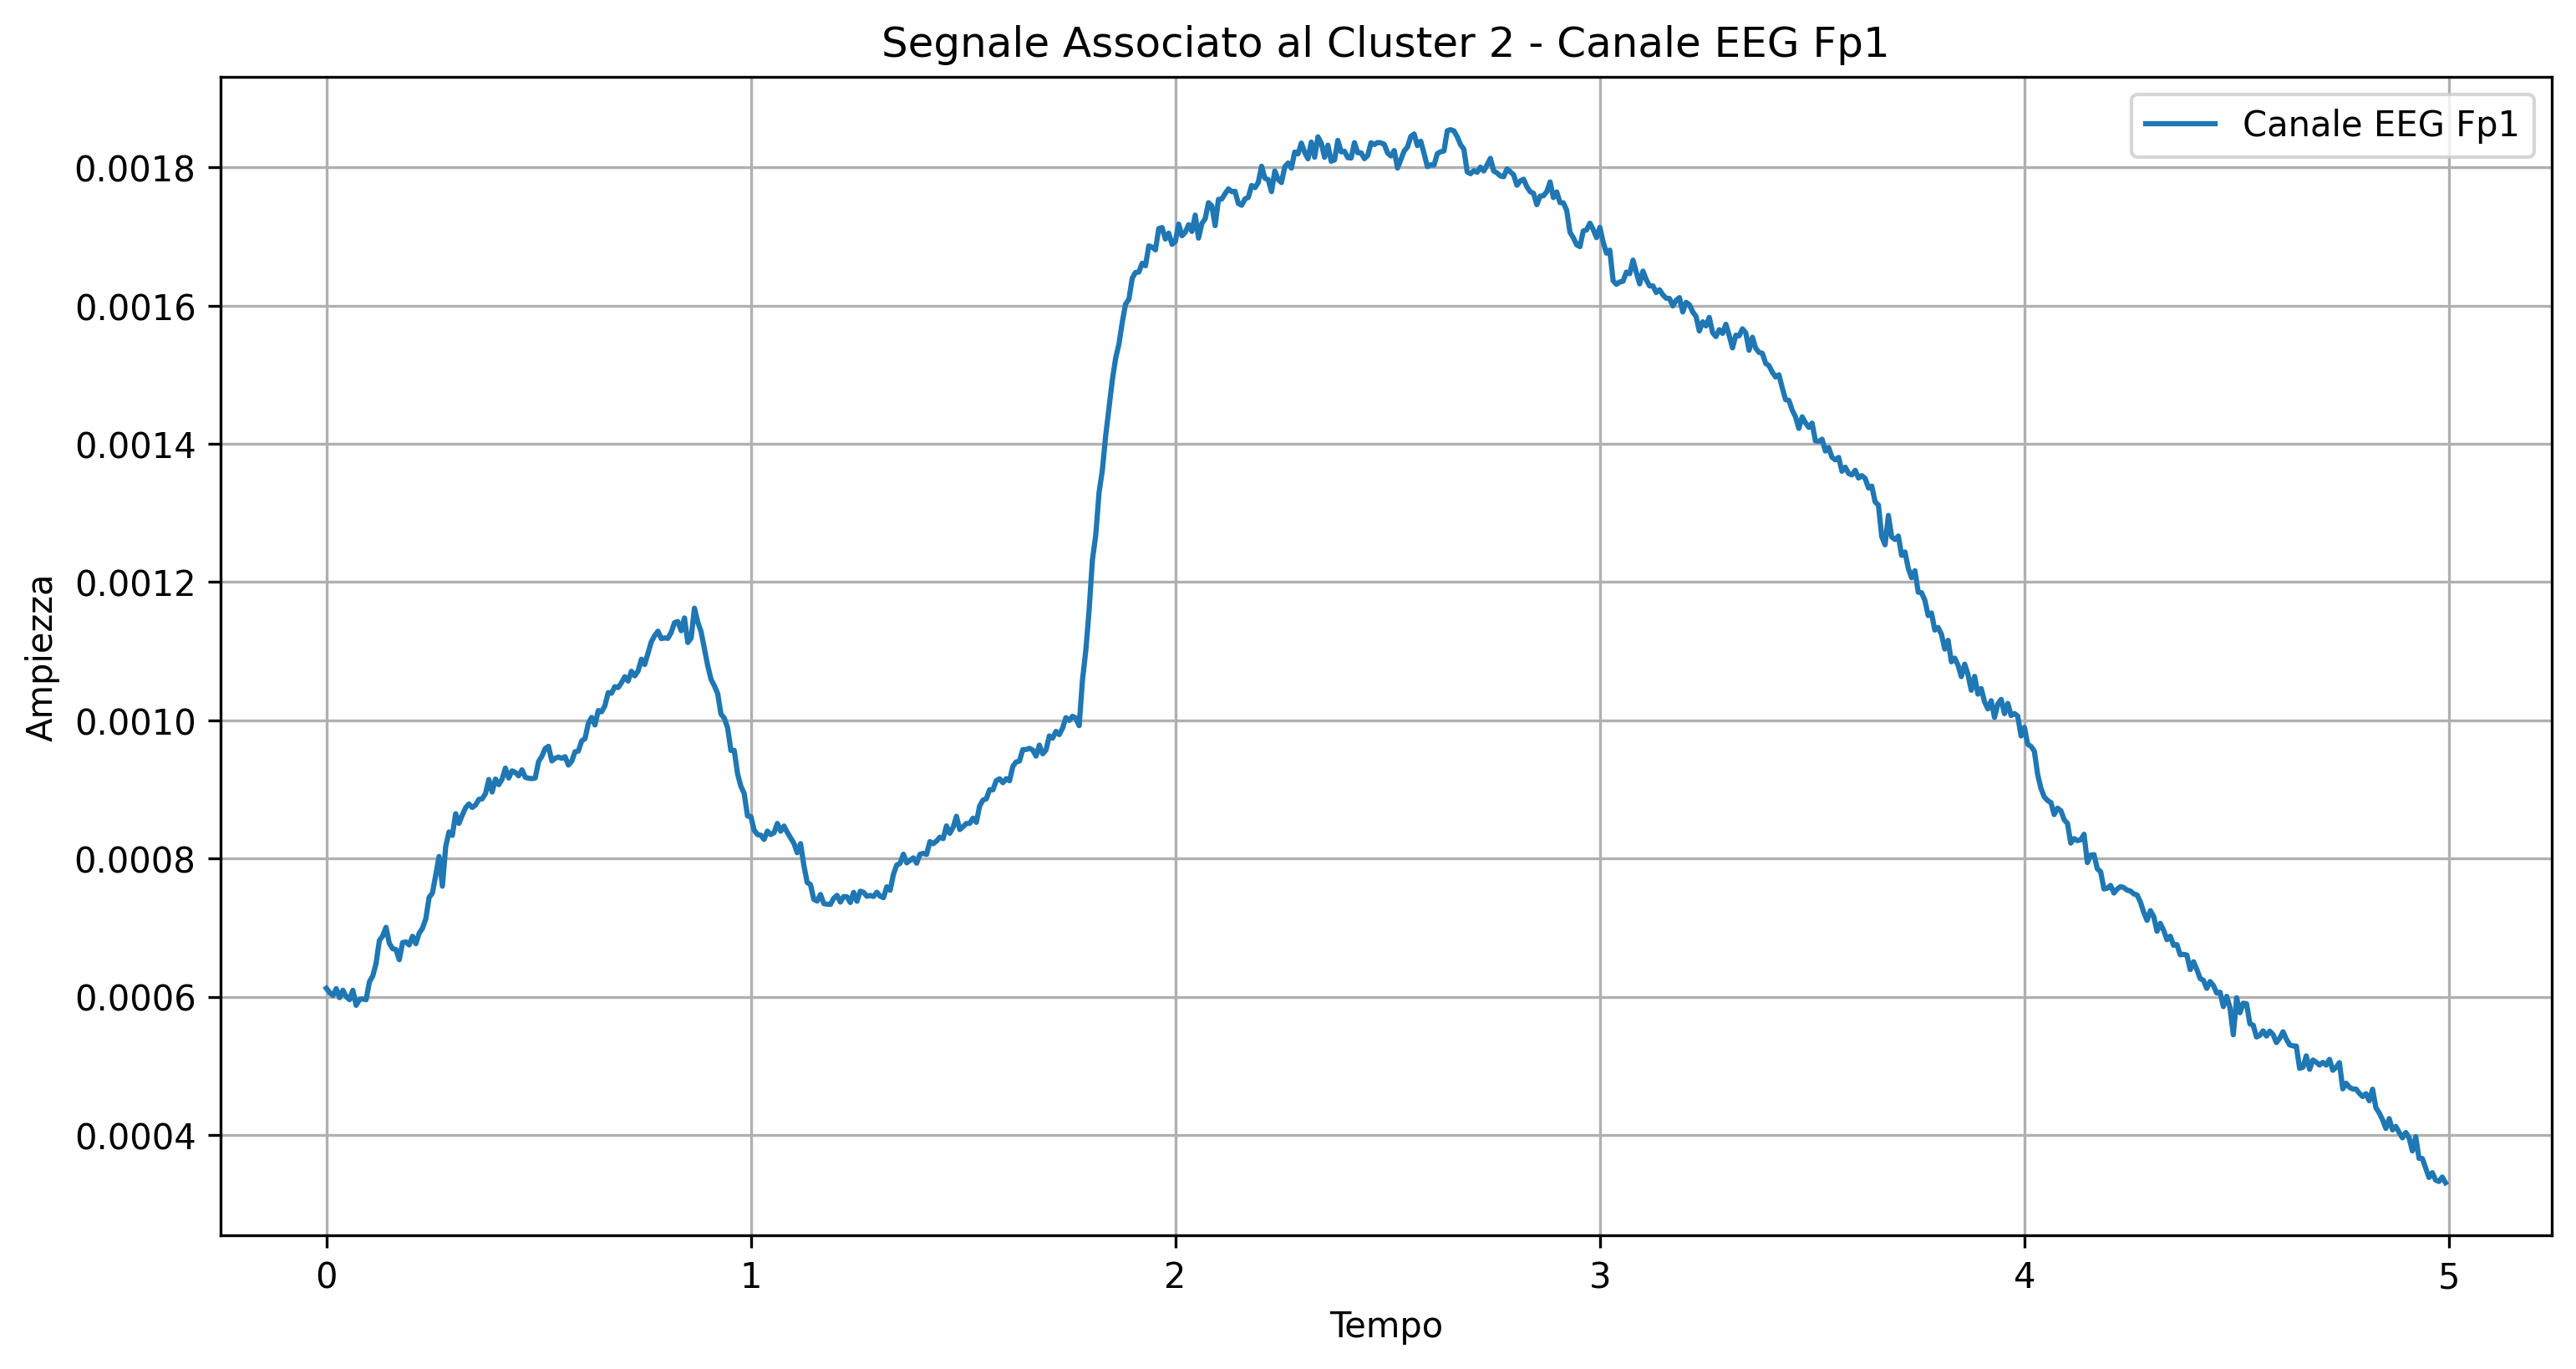 Segnale Associato al Cluster 2 - Canale EEG Fp1
Canale EEG Fp1
0.0018
0.0016
0.0014
0.0012
0.0010
0.0008
0.0006
0.0004
Ampiezza
0 1 2 3 4 5
Tempo